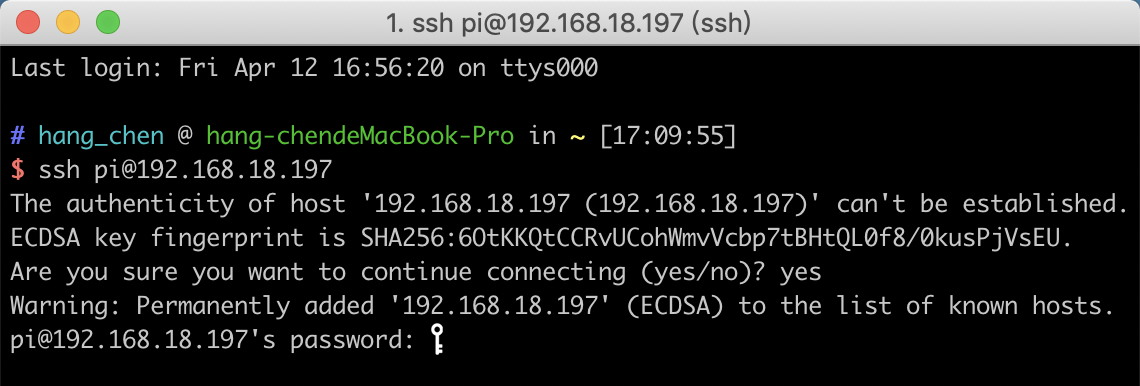 1. ssh pi@192.168.18.197 (ssh)
Last login: Fri Apr 12 16:56:20 on ttys000
# hang_chen @ hang-chendeMacBook-Pro in ~ [17:09:55]
$ ssh pi@192.168.18.197
The authenticity of host '192.168.18.197 (192.168.18.197)' can't be established.
ECDSA key fingerprint is SHA256:6OtKKQtCCRvUCohWmvVcbp7tBHtQL0f8/0kusPjVsEU.
Are you sure you want to continue connecting (yes/no)? yes
Warning: Permanently added '192.168.18.197' (ECDSA) to the list of known hosts.
pi@192.168.18.197's password: